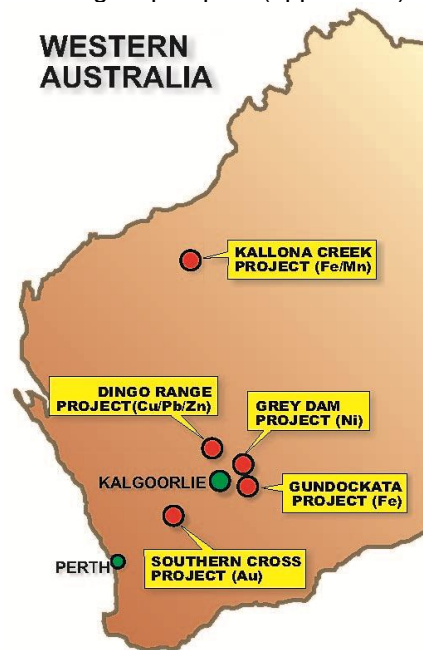 WESTERN
AUSTRALIA
KALLONA CREEK
PROJECT (Fe/Mn)
DINGO RANGE
PROJECT(Cu/Pb/Zn)
GREY DAM
PROJECT (Ni)
KALGOORLIE
GUNDOCKATA
PROJECT (Fe)
SOUTHERN CROSS
PROJECT (Au)
PERTH